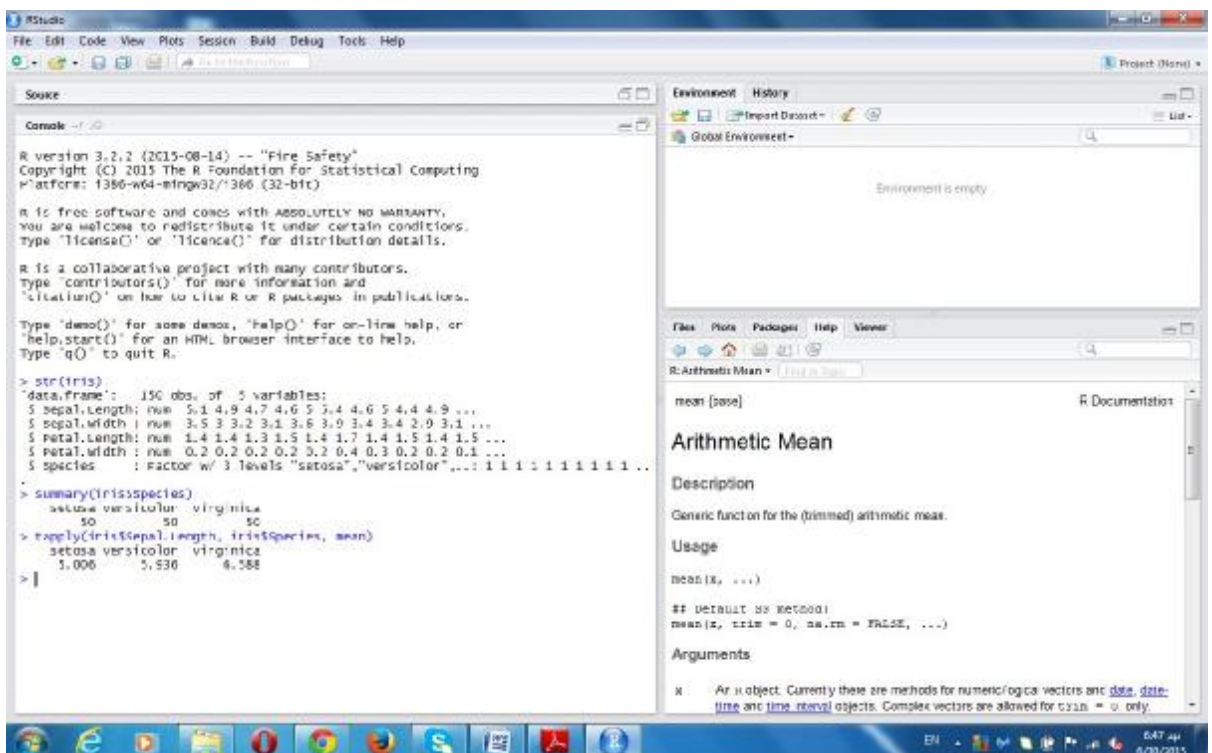 RStudio
File Edit Code View Plots Session Build Debug Tools Help
Project: (None)
Source
Console ~/
R version 3.2.2 (2015-08-14) -- "Fire Safety"
Copyright (C) 2015 The R Foundation for Statistical Computing
Platform: i386-w64-mingw32/i386 (32-bit)
R is free software and comes with ABSOLUTELY NO WARRANTY.
You are welcome to redistribute it under certain conditions.
Type 'license()' or 'licence()' for distribution details.
R is a collaborative project with many contributors.
Type 'contributors()' for more information and
'citation()' on how to cite R or R packages in publications.
Type 'demo()' for some demos, 'help()' for on-line help, or
'help.start()' for an HTML browser interface to help.
Type 'q()' to quit R.
> str(iris)
'data.frame': 150 obs. of 5 variables:
$ Sepal.Length: num 5.1 4.9 4.7 4.6 5 5.4 4.6 5 4.4 4.9 ...
$ Sepal.Width : num 3.5 3 3.2 3.1 3.6 3.9 3.4 3.4 2.9 3.1 ...
$ Petal.Length: num 1.4 1.4 1.3 1.5 1.4 1.7 1.4 1.5 1.4 1.5 ...
$ Petal.Width : num 0.2 0.2 0.2 0.2 0.2 0.4 0.3 0.2 0.2 0.1 ...
$ Species : Factor w/ 3 levels "setosa","versicolor",..: 1 1 1 1 1 1 1 1 1 1 ..
.
> summary(iris$Species)
setosa versicolor virginica
50 50 50
> tapply(iris$Sepal.Length, iris$Species, mean)
setosa versicolor virginica
5.006 5.936 6.588
>
Environment History
Import Dataset List
Global Environment
Environment is empty
Files Plots Packages Help Viewer
R: Arithmetic Mean Find in Topic
mean {base} R Documentation
Arithmetic Mean
Description
Generic function for the (trimmed) arithmetic mean.
Usage
mean(x, ...)
## Default S3 method:
mean(x, trim = 0, na.rm = FALSE, ...)
Arguments
x An R object. Currently there are methods for numeric/logical vectors and date, date-
time and time interval objects. Complex vectors are allowed for trim = 0, only.
EN 6:47 μμ